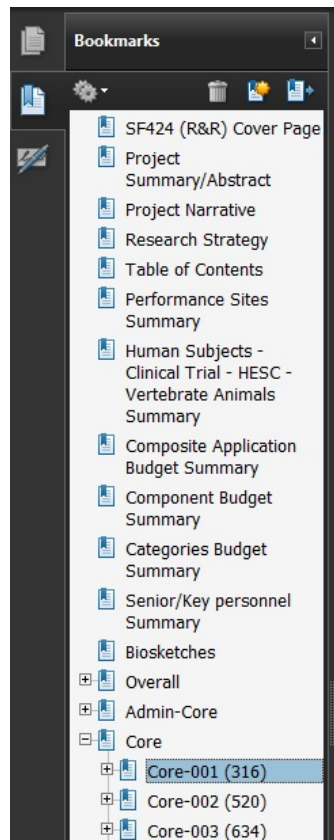 Bookmarks
SF424 (R&R) Cover Page
Project
Summary/Abstract
Project Narrative
Research Strategy
Table of Contents
Performance Sites
Summary
Human Subjects -
Clinical Trial - HESC -
Vertebrate Animals
Summary
Composite Application
Budget Summary
Component Budget
Summary
Categories Budget
Summary
Senior/Key personnel
Summary
Biosketches
Overall
Admin-Core
Core
Core-001 (316)
Core-002 (520)
Core-003 (634)